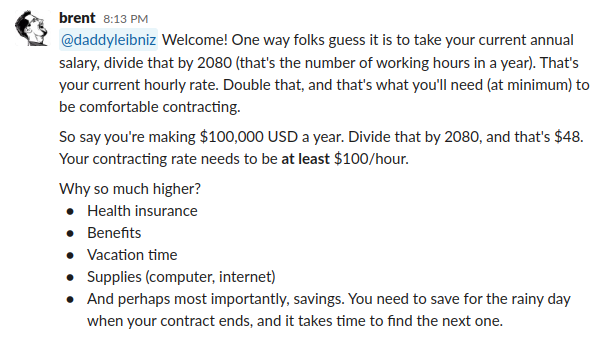 brent 8:13 PM
@daddyleibniz Welcome! One way folks guess it is to take your current annual
salary, divide that by 2080 (that's the number of working hours in a year). That's
your current hourly rate. Double that, and that's what you'll need (at minimum) to
be comfortable contracting.
So say you're making $100,000 USD a year. Divide that by 2080, and that's $48.
Your contracting rate needs to be at least $100/hour.
Why so much higher?
● Health insurance
● Benefits
● Vacation time
● Supplies (computer, internet)
● And perhaps most importantly, savings. You need to save for the rainy day
when your contract ends, and it takes time to find the next one.